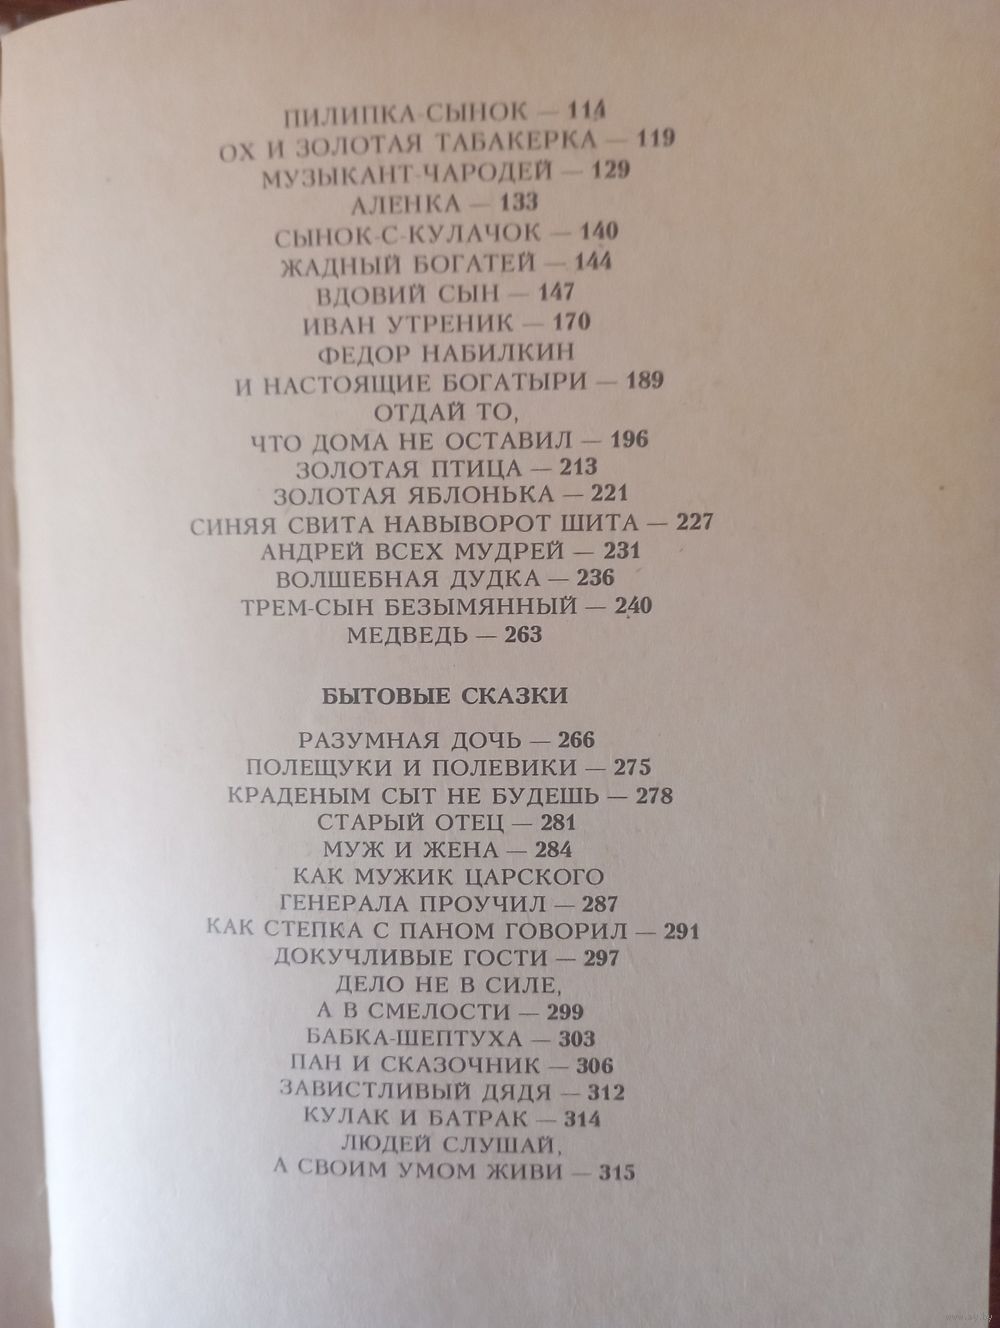 ПИЛИПКА-СЫНОК — 114
ОХ И ЗОЛОТАЯ ТАБАКЕРКА — 119
МУЗЫКАНТ-ЧАРОДЕЙ — 129
АЛЕНКА — 133
СЫНОК-С-КУЛАЧОК — 140
ЖАДНЫЙ БОГАТЕЙ — 144
ВДОВИЙ СЫН — 147
ИВАН УТРЕНИК — 170
ФЕДОР НАБИЛКИН
И НАСТОЯЩИЕ БОГАТЫРИ — 189
ОТДАЙ ТО,
ЧТО ДОМА НЕ ОСТАВИЛ — 196
ЗОЛОТАЯ ПТИЦА — 213
ЗОЛОТАЯ ЯБЛОНЬКА — 221
СИНЯЯ СВИТА НАВЫВОРОТ ШИТА — 227
АНДРЕЙ ВСЕХ МУДРЕЙ — 231
ВОЛШЕБНАЯ ДУДКА — 236
ТРЕМ-СЫН БЕЗЫМЯННЫЙ — 240
МЕДВЕДЬ — 263
БЫТОВЫЕ СКАЗКИ
РАЗУМНАЯ ДОЧЬ — 266
ПОЛЕЩУКИ И ПОЛЕВИКИ — 275
КРАДЕНЫМ СЫТ НЕ БУДЕШЬ — 278
СТАРЫЙ ОТЕЦ — 281
МУЖ И ЖЕНА — 284
КАК МУЖИК ЦАРСКОГО
ГЕНЕРАЛА ПРОУЧИЛ — 287
КАК СТЕПКА С ПАНОМ ГОВОРИЛ — 291
ДОКУЧЛИВЫЕ ГОСТИ — 297
ДЕЛО НЕ В СИЛЕ,
А В СМЕЛОСТИ — 299
БАБКА-ШЕПТУХА — 303
ПАН И СКАЗОЧНИК — 306
ЗАВИСТЛИВЫЙ ДЯДЯ — 312
КУЛАК И БАТРАК — 314
ЛЮДЕЙ СЛУШАЙ,
А СВОИМ УМОМ ЖИВИ — 315
www.ay.by